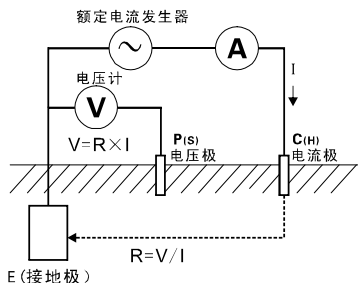 额定电流发生器
A
I
电压计
V
V=R×I
P(S)
电压极
C(H)
电流极
R=V/I
E(接地极)